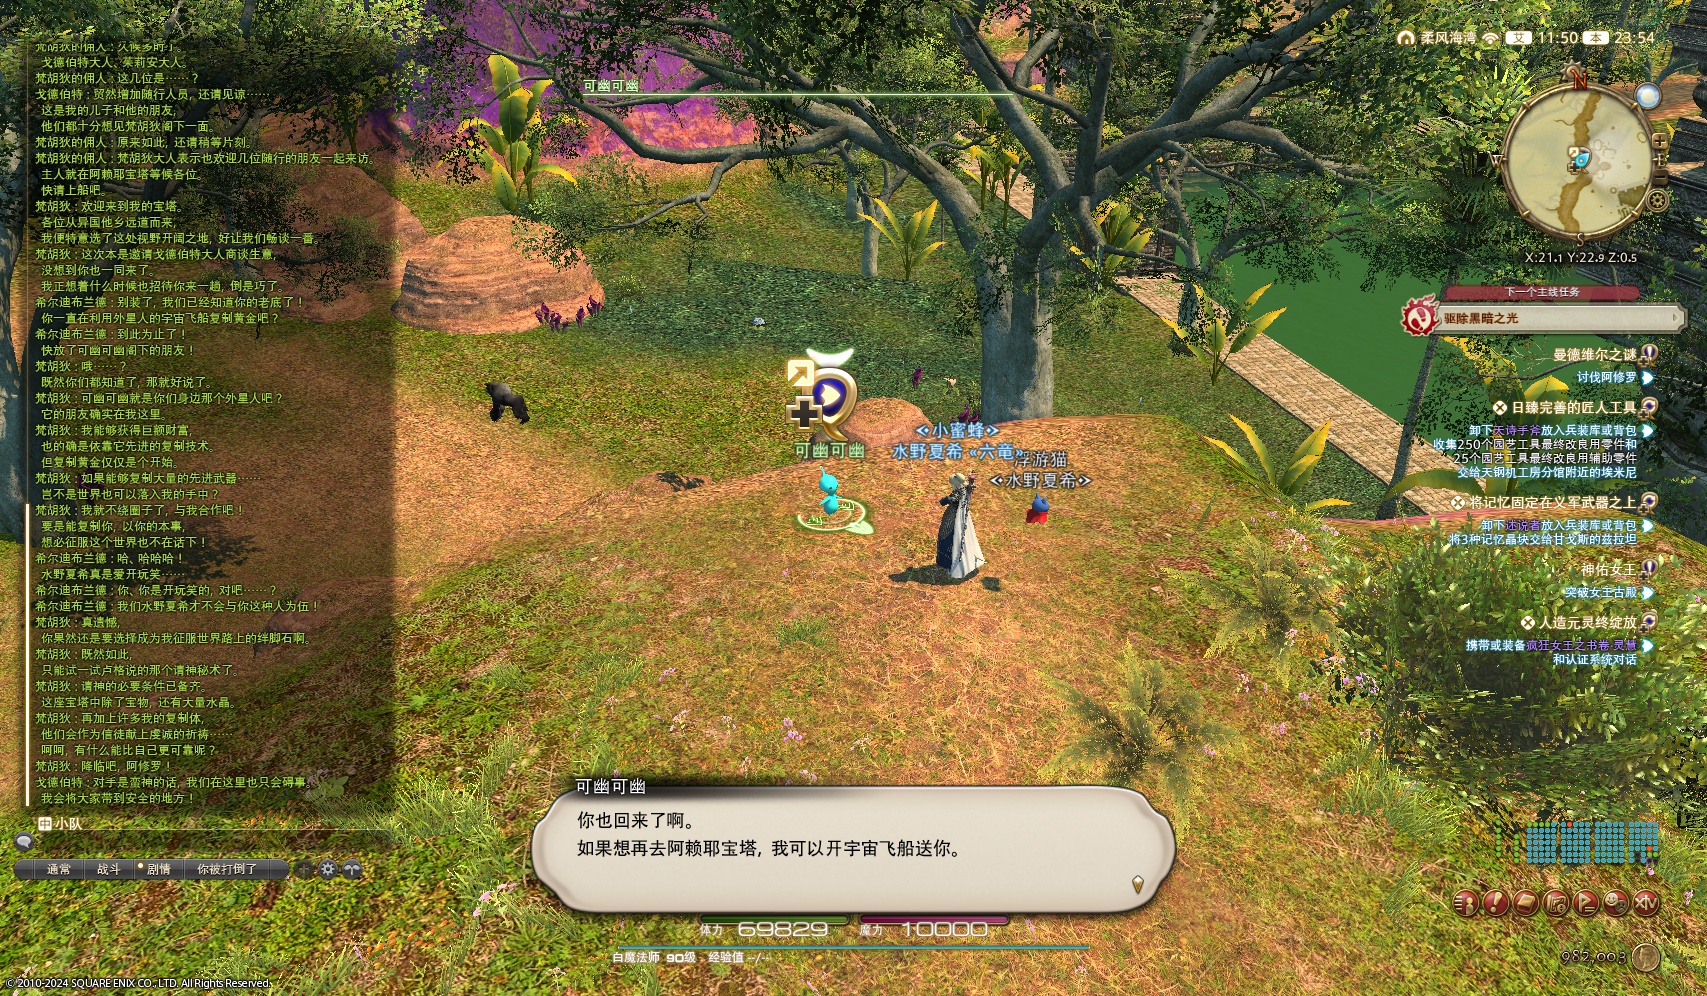 梵胡狄的佣人：久候多时了。
戈德伯特大人、茱莉安大人。
梵胡狄的佣人：这几位是……？
戈德伯特：贸然增加随行人员，还请见谅……
这是我的儿子和他的朋友，
他们都十分想见梵胡狄阁下一面。
梵胡狄的佣人：原来如此，还请稍等片刻。
梵胡狄的佣人：梵胡狄大人表示也欢迎几位随行的朋友一起来访。
主人就在阿赖耶宝塔等候各位。
快请上船吧。
梵胡狄：欢迎来到我的宝塔。
各位从异国他乡远道而来，
我便特意选了这处视野开阔之地，好让我们畅谈一番。
梵胡狄：这次本是邀请戈德伯特大人商谈生意，
没想到你也一同来了。
我正想着什么时候也招待你来一趟，倒是巧了。
希尔迪布兰德：别装了，我们已经知道你的老底了！
你一直在利用外星人的宇宙飞船复制黄金吧？
希尔迪布兰德：到此为止了！
快放了可幽可幽阁下的朋友！
梵胡狄：哦……？
既然你们都知道了，那就好说了。
梵胡狄：可幽可幽就是你们身边那个外星人吧？
它的朋友确实在我这里。
梵胡狄：我能够获得巨额财富，
也的确是依靠它先进的复制技术。
但复制黄金仅仅是个开始。
梵胡狄：如果能够复制大量的先进武器……
岂不是世界也可以落入我的手中？
梵胡狄：我就不绕圈子了，与我合作吧！
要是能复制你，以你的本事，
想必征服这个世界也不在话下！
希尔迪布兰德：哈、哈哈哈！
水野夏希真是爱开玩笑……
希尔迪布兰德：你、你是开玩笑的，对吧……？
希尔迪布兰德：我们水野夏希才不会与你这种人为伍！
梵胡狄：真遗憾，
你果然还是要选择成为我征服世界路上的绊脚石啊。
梵胡狄：既然如此，
只能试一试卢格说的那个请神秘术了。
梵胡狄：请神的必要条件已备齐。
这座宝塔中除了宝物，还有大量水晶。
梵胡狄：再加上许多我的复制体，
他们会作为信徒献上虔诚的祈祷……
呵呵，有什么能比自己更可靠呢？
梵胡狄：降临吧，阿修罗！
戈德伯特：对手是蛮神的话，我们在这里也只会碍事。
我会将大家带到安全的地方！
中 小队
通常 战斗 剧情 你被打倒了
© 2010-2024 SQUARE ENIX CO., LTD. All Rights Reserved.
可幽可幽
可幽可幽
«小蜜蜂»
水野夏希 «六竜»
浮游猫
«水野夏希»
可幽可幽
你也回来了啊。
如果想再去阿赖耶宝塔，我可以开宇宙飞船送你。
体力 69829 魔力 10000
白魔法师 90级 经验值 --/--
柔风海湾 艾 11:50 本 23:54
N
W
S
X:21.1 Y:22.9 Z:0.5
下一个主线任务
驱除黑暗之光
曼德维尔之谜
讨伐阿修罗
日臻完善的匠人工具
卸下天诗手斧放入兵装库或背包
收集250个园艺工具最终改良用零件和
25个园艺工具最终改良用辅助零件
交给天钢机工房分馆附近的埃米尼
将记忆固定在义军武器之上
卸下述说者放入兵装库或背包
将3种记忆晶块交给甘戈斯的兹拉坦
神佑女王
突破女王古殿
人造元灵终绽放
携带或装备疯狂女王之书卷·灵慧
和认证系统对话
XIV
982,003